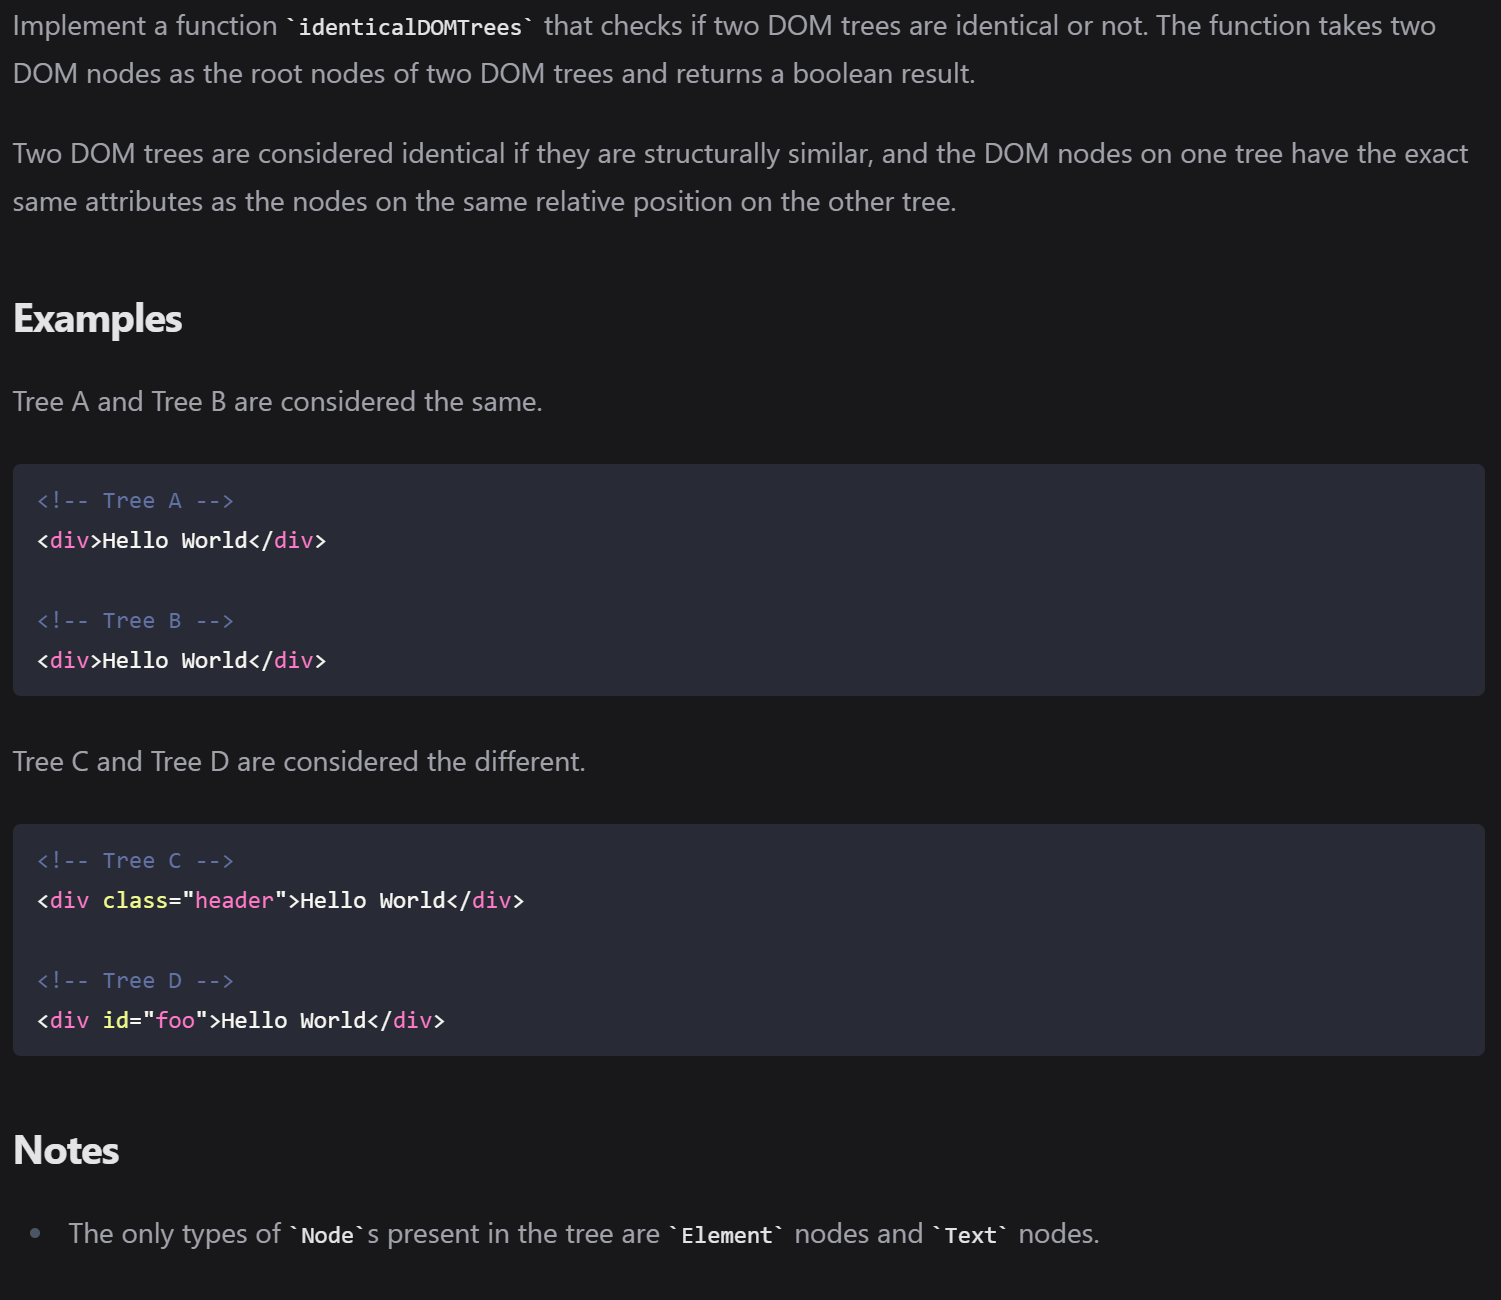 Implement a function `identicalDOMTrees` that checks if two DOM trees are identical or not. The function takes two
DOM nodes as the root nodes of two DOM trees and returns a boolean result.
Two DOM trees are considered identical if they are structurally similar, and the DOM nodes on one tree have the exact
same attributes as the nodes on the same relative position on the other tree.
Examples
Tree A and Tree B are considered the same.
<!-- Tree A -->
<div>Hello World</div>
<!-- Tree B -->
<div>Hello World</div>
Tree C and Tree D are considered the different.
<!-- Tree C -->
<div class="header">Hello World</div>
<!-- Tree D -->
<div id="foo">Hello World</div>
Notes
• The only types of `Node`s present in the tree are `Element` nodes and `Text` nodes.